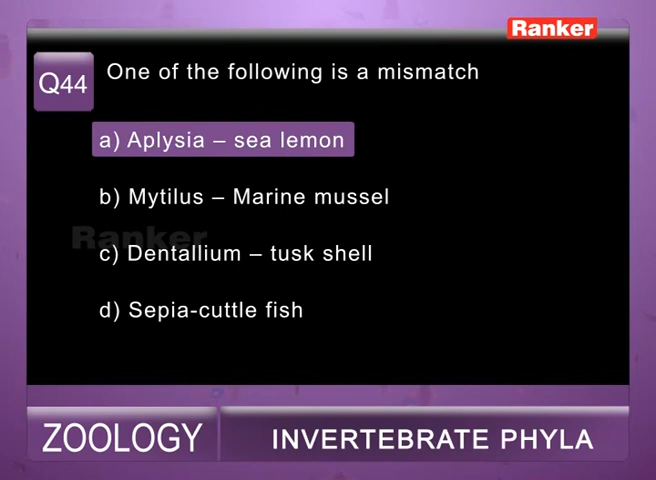 Ranker
Q44 One of the following is a mismatch
a) Aplysia – sea lemon
b) Mytilus – Marine mussel
Ranker
c) Dentallium – tusk shell
d) Sepia-cuttle fish
ZOOLOGY INVERTEBRATE PHYLA